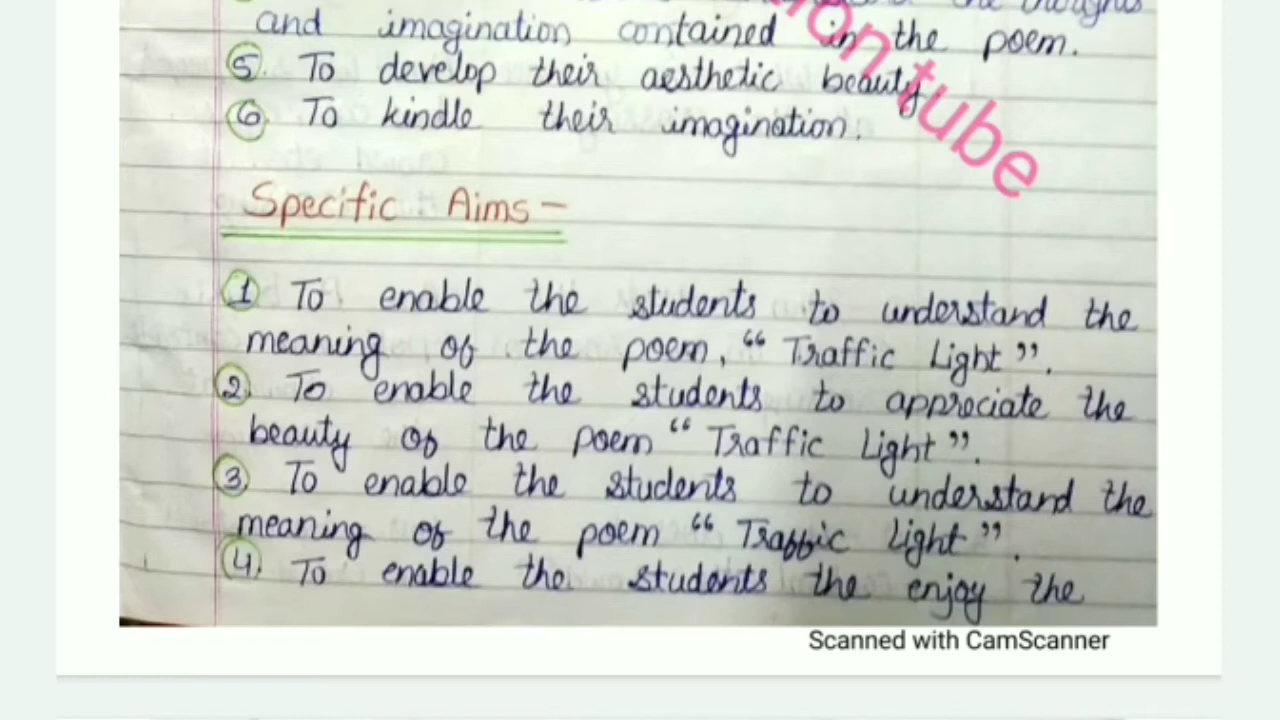 the thoughts
and imagination contained in the poem.
5. To develop their aesthetic beauty
6. To kindle their imagination.
Specific Aims -
1 To enable the students to understand the
meaning of the poem, "Traffic Light".
2. To enable the students to appreciate the
beauty of the poem "Traffic Light".
3. To enable the students to understand the
meaning of the poem "Traffic Light".
4. To enable the students the enjoy the
tube
Scanned with CamScanner